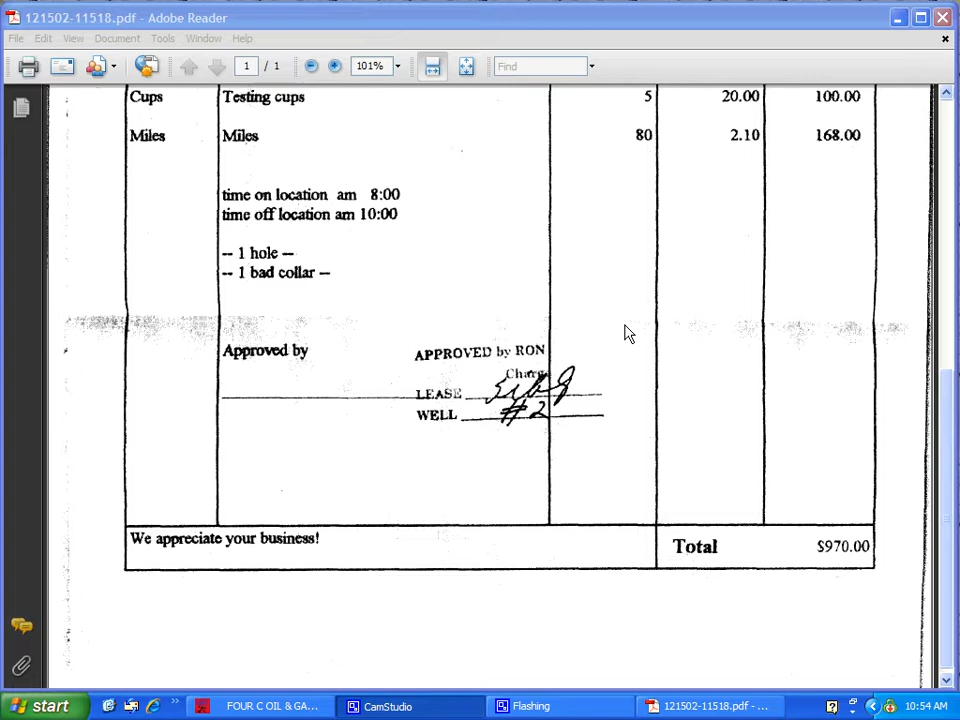 121502-11518.pdf - Adobe Reader
File Edit View Document Tools Window Help
1 / 1 101% Find
Cups Testing cups 5 20.00 100.00
Miles Miles 80 2.10 168.00
time on location am 8:00
time off location am 10:00
-- 1 hole --
-- 1 bad collar --
Approved by
APPROVED by RON
Charg
LEASE
WELL #2
We appreciate your business!
Total $970.00
start FOUR C OIL & GA... CamStudio Flashing 121502-11518.pdf - ... 10:54 AM